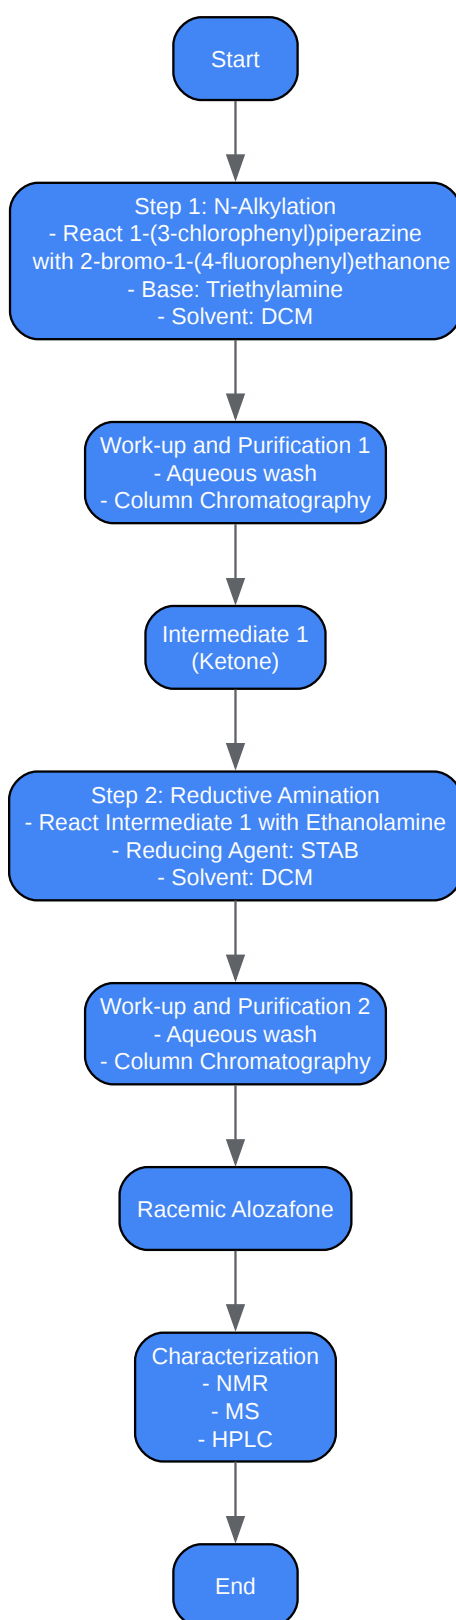 Start
Step 1: N-Alkylation
- React 1-(3-chlorophenyl)piperazine
with 2-bromo-1-(4-fluorophenyl)ethanone
- Base: Triethylamine
- Solvent: DCM
Work-up and Purification 1
- Aqueous wash
- Column Chromatography
Intermediate 1
(Ketone)
Step 2: Reductive Amination
- React Intermediate 1 with Ethanolamine
- Reducing Agent: STAB
- Solvent: DCM
Work-up and Purification 2
- Aqueous wash
- Column Chromatography
Racemic Alozafone
Characterization
- NMR
- MS
- HPLC
End